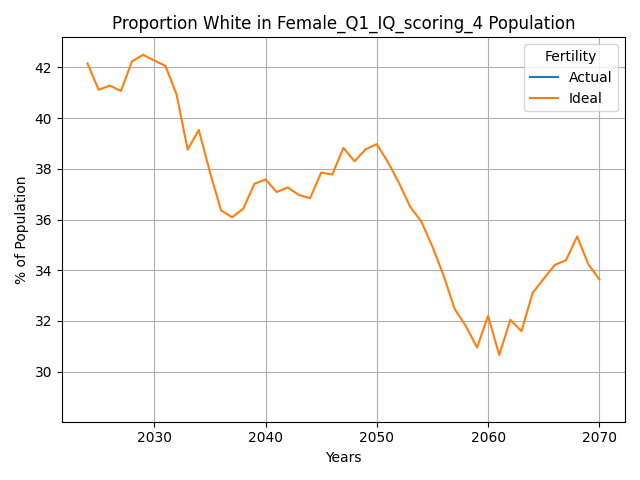 Proportion White in Female_Q1_IQ_scoring_4 Population
Fertility
Actual
Ideal
% of Population
42
40
38
36
34
32
30
2030 2040 2050 2060 2070
Years